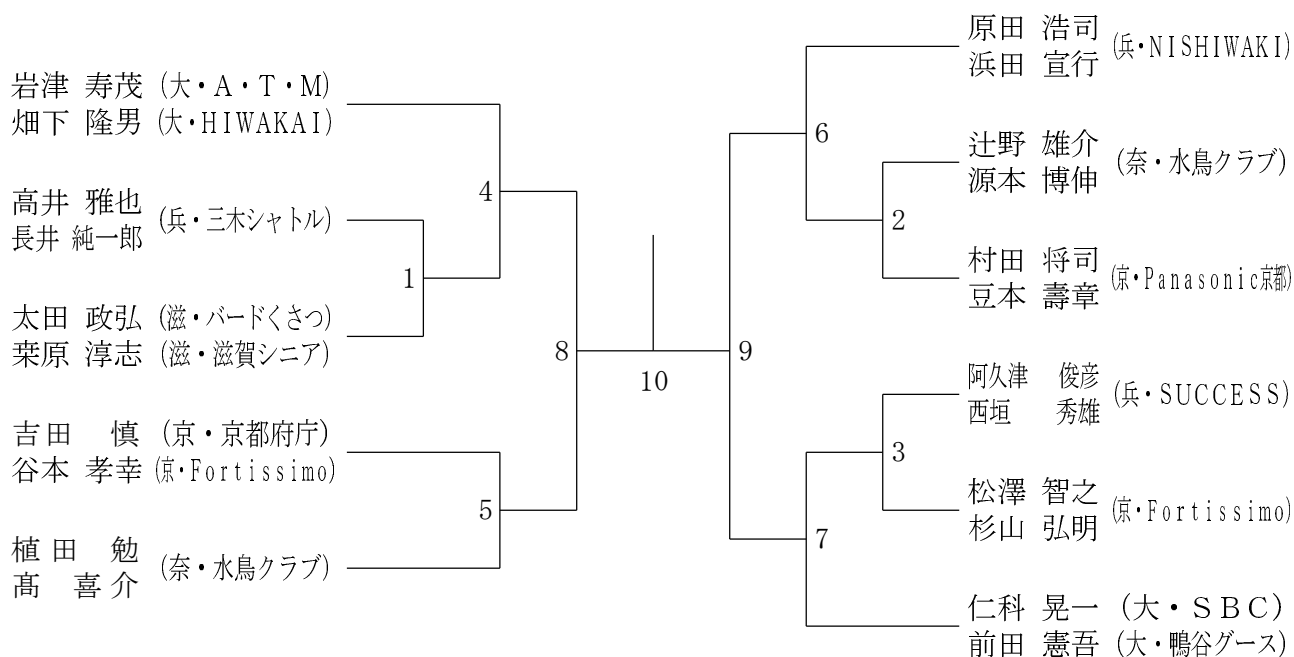 岩津 寿茂 (大・A・T・M)
畑下 隆男 (大・HIWAKAI)
高井 雅也
長井 純一郎
(兵・三木シャトル)
太田 政弘 (滋・バードくさつ)
桒原 淳志 (滋・滋賀シニア)
吉田 慎 (京・京都府庁)
谷本 孝幸 (京・Fortissimo)
植田 勉
髙 喜介
(奈・水鳥クラブ)
4
1
8
5
10
9
原田 浩司
浜田 宣行
(兵・NISHIWAKI)
6
辻野 雄介
源本 博伸
(奈・水鳥クラブ)
2
村田 将司
豆本 壽章
(京・Panasonic京都)
阿久津 俊彦
西垣 秀雄
(兵・SUCCESS)
3
松澤 智之
杉山 弘明
(京・Fortissimo)
7
仁科 晃一 (大・SBC)
前田 憲吾 (大・鴨谷グース)